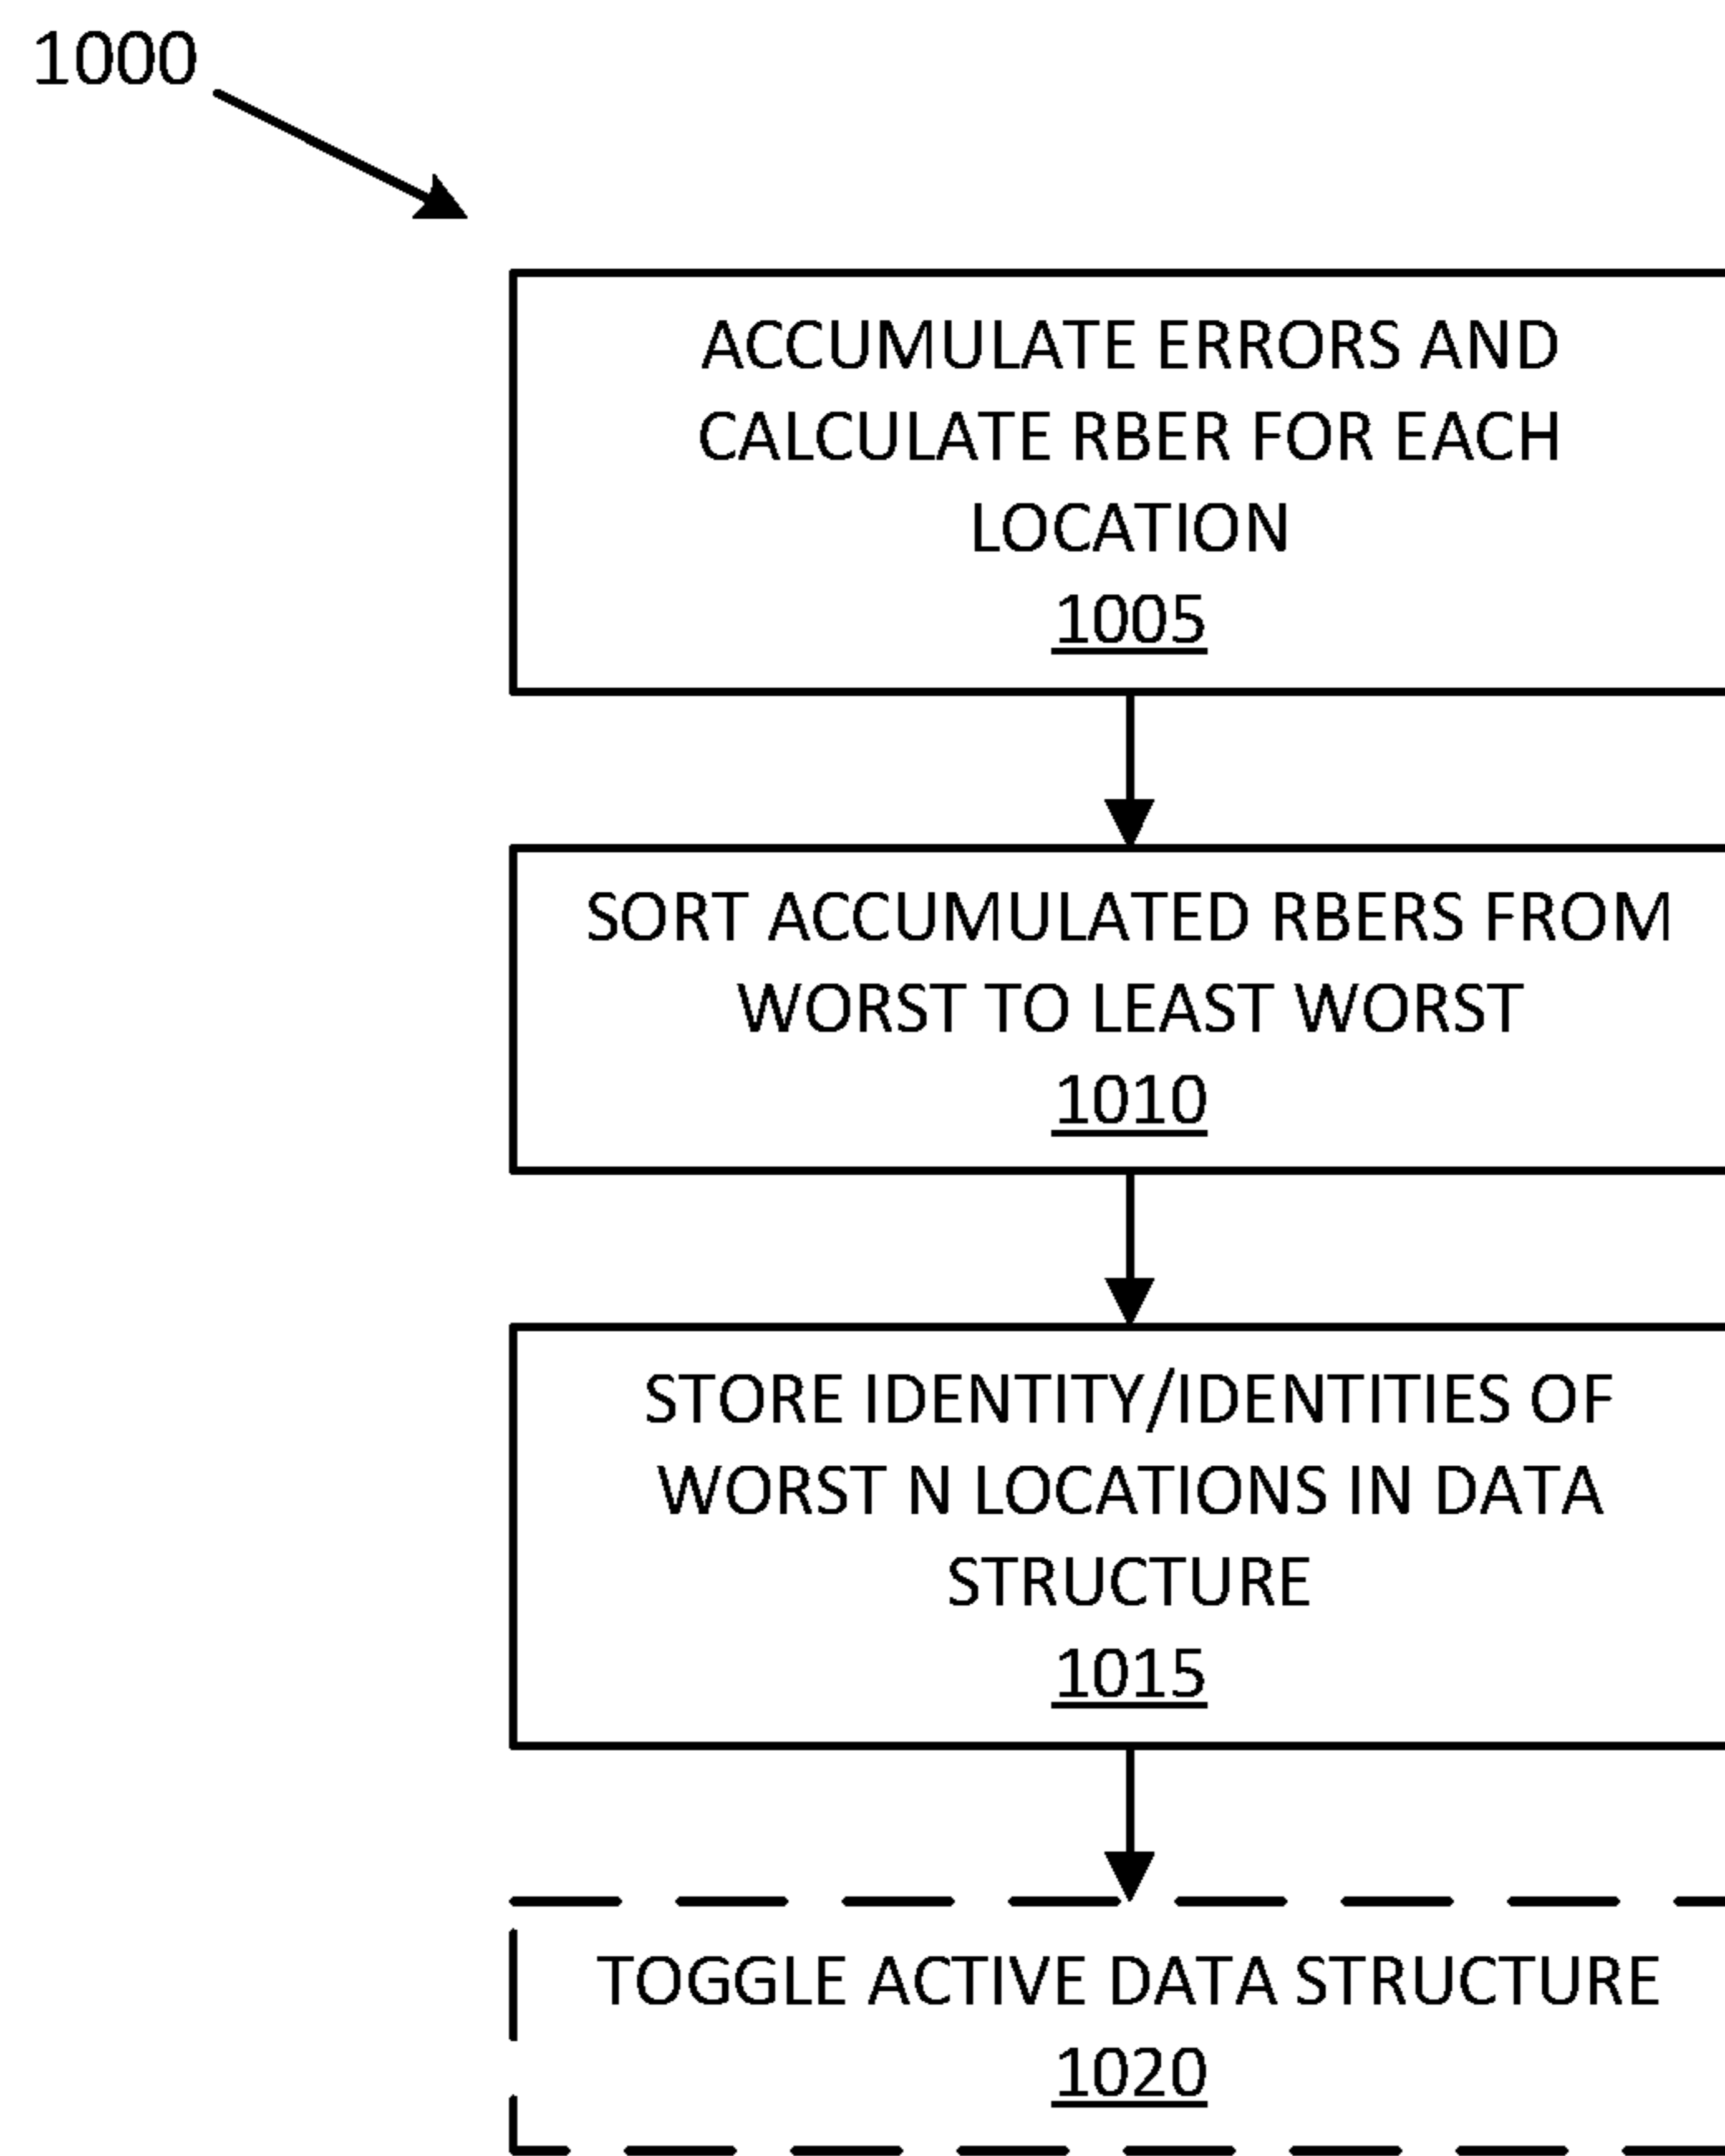 1000
ACCUMULATE ERRORS AND
CALCULATE RBER FOR EACH
LOCATION
1005
SORT ACCUMULATED RBERS FROM
WORST TO LEAST WORST
1010
STORE IDENTITY/IDENTITIES OF
WORST N LOCATIONS IN DATA
STRUCTURE
1015
TOGGLE ACTIVE DATA STRUCTURE
1020